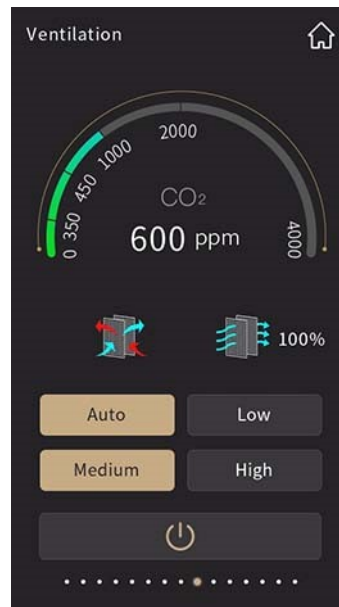 Ventilation
2000
1000
450
350
0
4000
CO₂
600 ppm
100%
Auto
Low
Medium
High